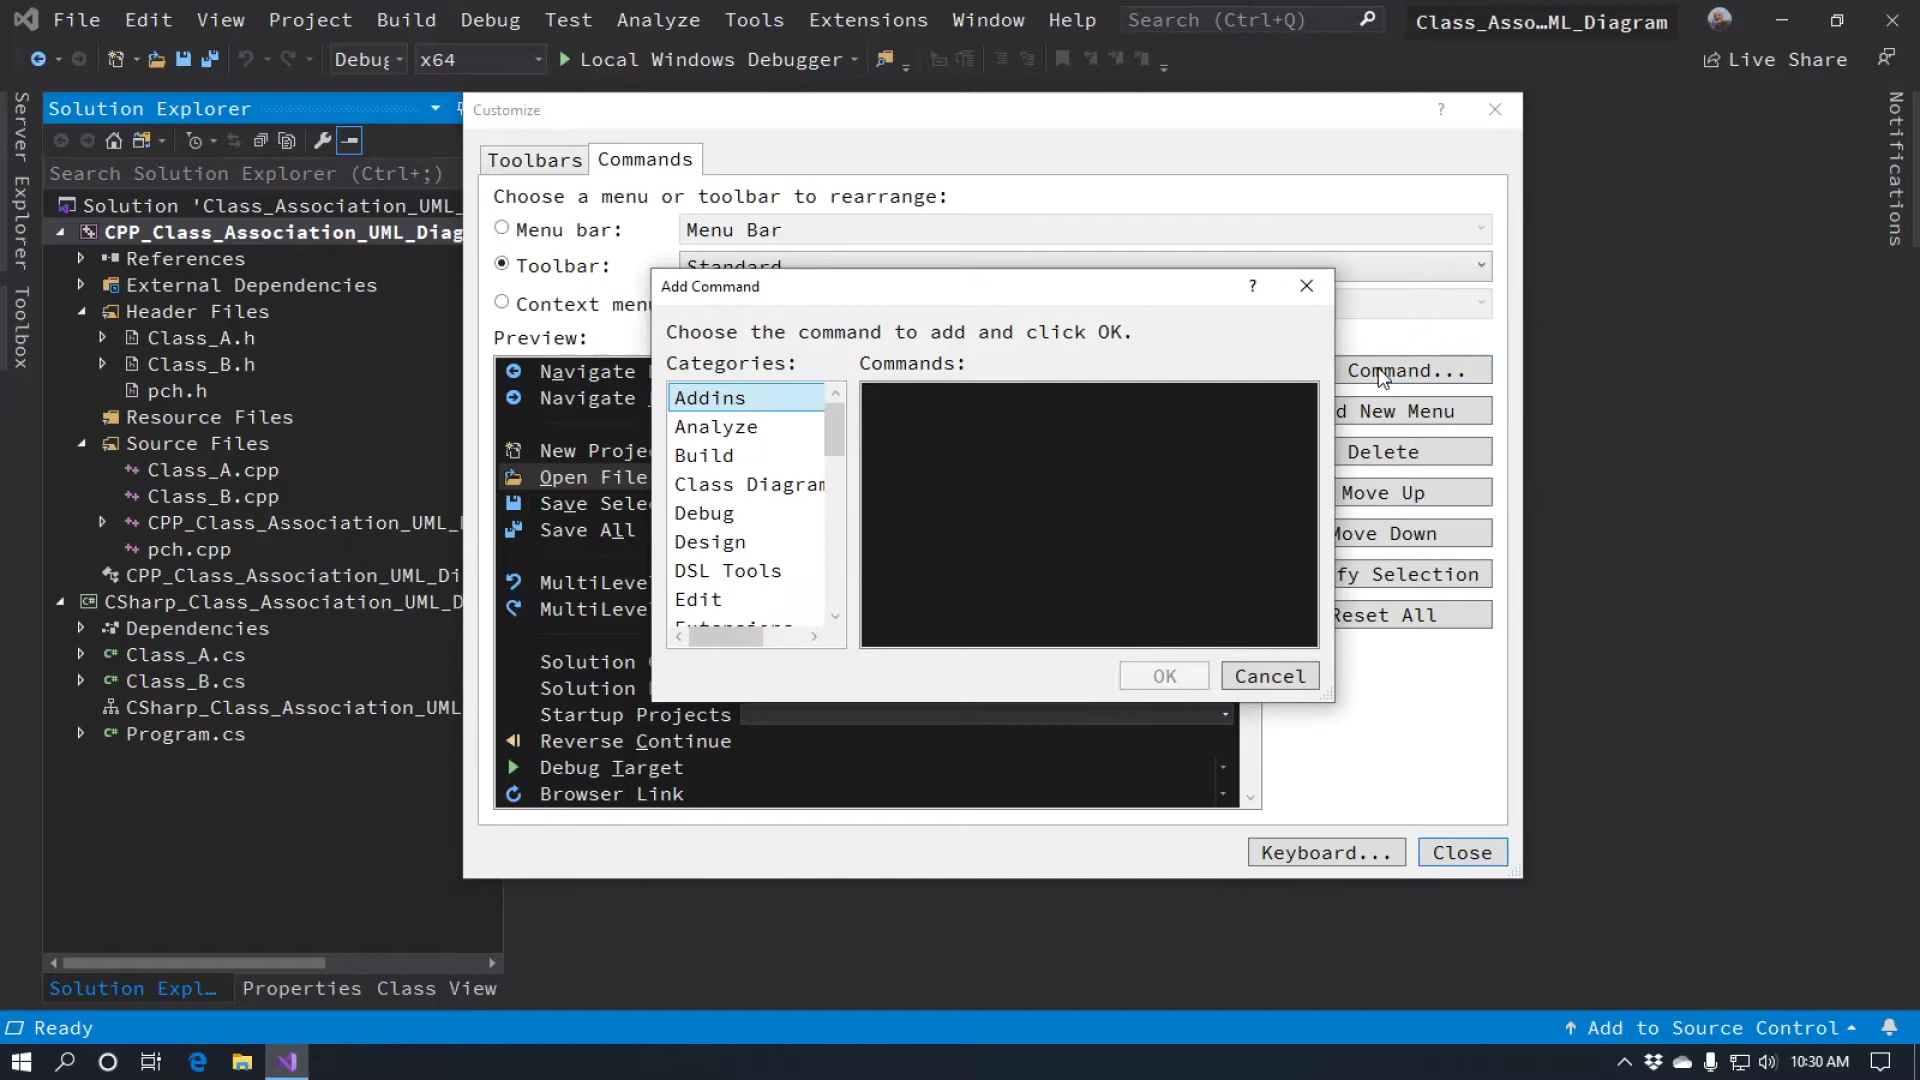 File Edit View Project Build Debug Test Analyze Tools Extensions Window Help Search (Ctrl+Q) Class_Asso...ML_Diagram
Debug x64 Local Windows Debugger Live Share
Server Explorer
Toolbox
Notifications
Solution Explorer
Search Solution Explorer (Ctrl+;)
Solution 'Class_Association_UML_
CPP_Class_Association_UML_Diag
References
External Dependencies
Header Files
Class_A.h
Class_B.h
pch.h
Resource Files
Source Files
Class_A.cpp
Class_B.cpp
CPP_Class_Association_UML_
pch.cpp
CPP_Class_Association_UML_Di
CSharp_Class_Association_UML_D
Dependencies
Class_A.cs
Class_B.cs
CSharp_Class_Association_UML
Program.cs
Solution Expl... Properties Class View
Customize
Toolbars Commands
Choose a menu or toolbar to rearrange:
Menu bar: Menu Bar
Toolbar: Standard
Context menu
Preview:
Navigate
Navigate
New Projec
Open File
Save Selec
Save All
MultiLevel
MultiLevel
Solution
Solution
Startup Projects
Reverse Continue
Debug Target
Browser Link
Command...
d New Menu
Delete
Move Up
Move Down
fy Selection
Reset All
Keyboard... Close
Add Command
Choose the command to add and click OK.
Categories: Commands:
Addins
Analyze
Build
Class Diagram
Debug
Design
DSL Tools
Edit
Extensions
OK Cancel
Ready Add to Source Control
10:30 AM